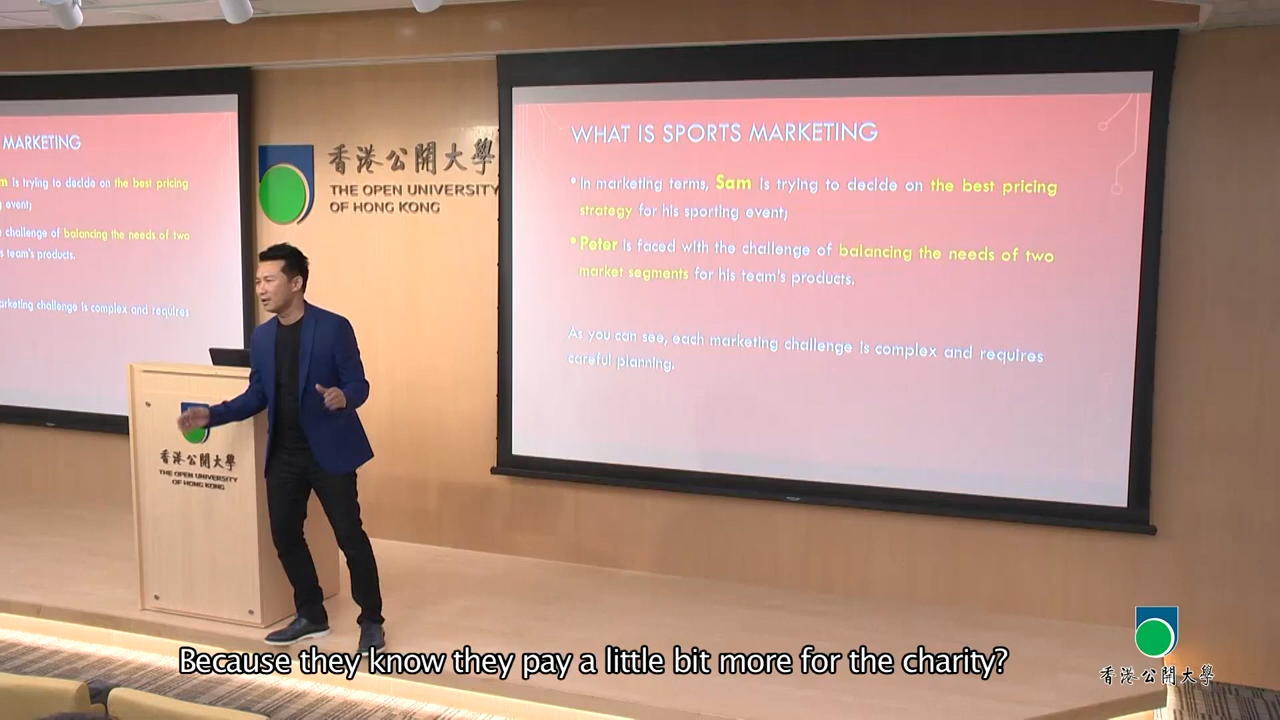 MARKETING
m is trying to decide on the best pricing
g event;
e challenge of balancing the needs of two
s team's products.
arketing challenge is complex and requires
香港公開大學
THE OPEN UNIVERSITY
OF HONG KONG
WHAT IS SPORTS MARKETING
• In marketing terms, Sam is trying to decide on the best pricing
strategy for his sporting event;
• Peter is faced with the challenge of balancing the needs of two
market segments for his team's products.
As you can see, each marketing challenge is complex and requires
careful planning.
香港公開大學
THE OPEN UNIVERSITY
OF HONG KONG
Because they know they pay a little bit more for the charity?
香港公開大學